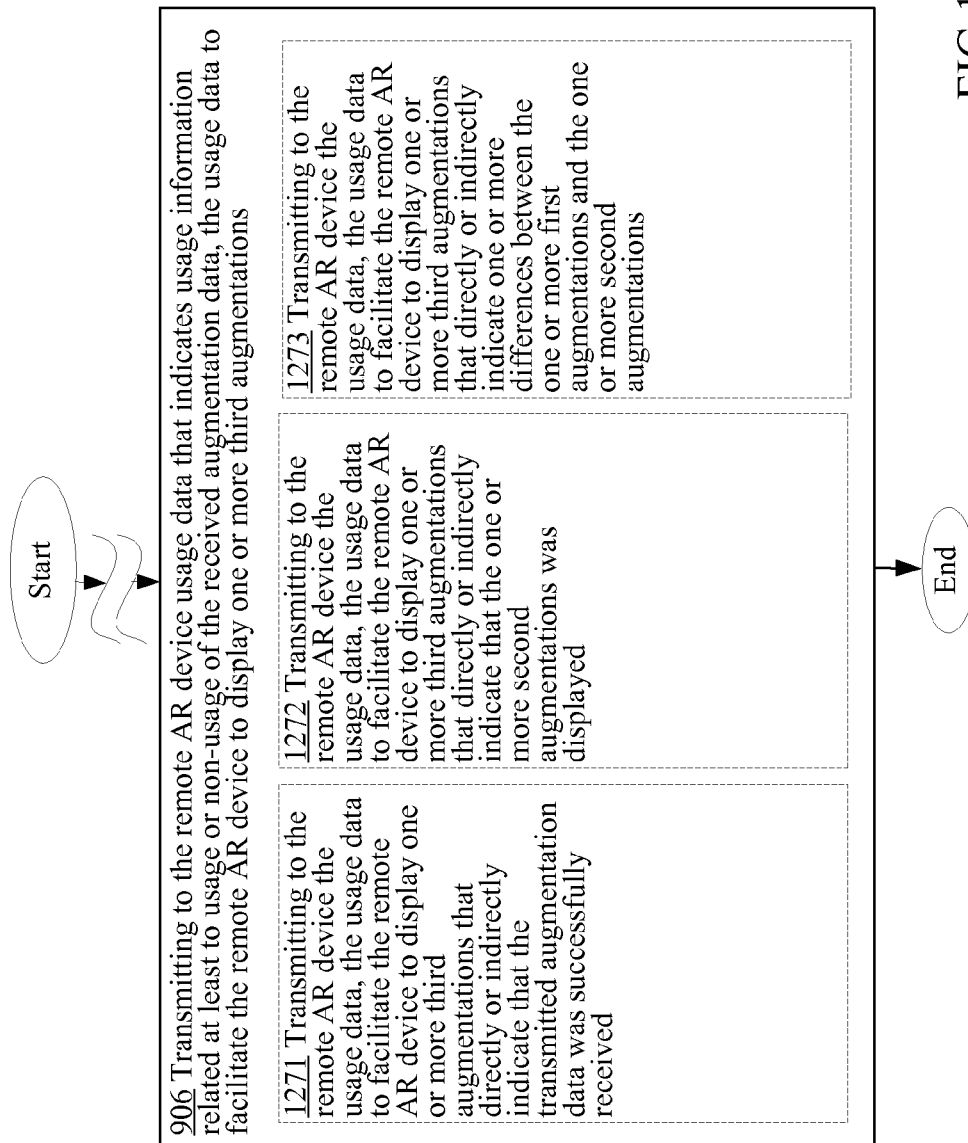 Start
906 Transmitting to the remote AR device usage data that indicates usage information
related at least to usage or non-usage of the received augmentation data, the usage data to
facilitate the remote AR device to display one or more third augmentations
1271 Transmitting to the
remote AR device the
usage data, the usage data
to facilitate the remote
AR device to display one
or more third
augmentations that
directly or indirectly
indicate that the
transmitted augmentation
data was successfully
received
1272 Transmitting to the
remote AR device the
usage data, the usage data
to facilitate the remote AR
device to display one or
more third augmentations
that directly or indirectly
indicate that the one or
more second
augmentations was
displayed
1273 Transmitting to the
remote AR device the
usage data, the usage data
to facilitate the remote AR
device to display one or
more third augmentations
that directly or indirectly
indicate one or more
differences between the
one or more first
augmentations and the one
or more second
augmentations
End